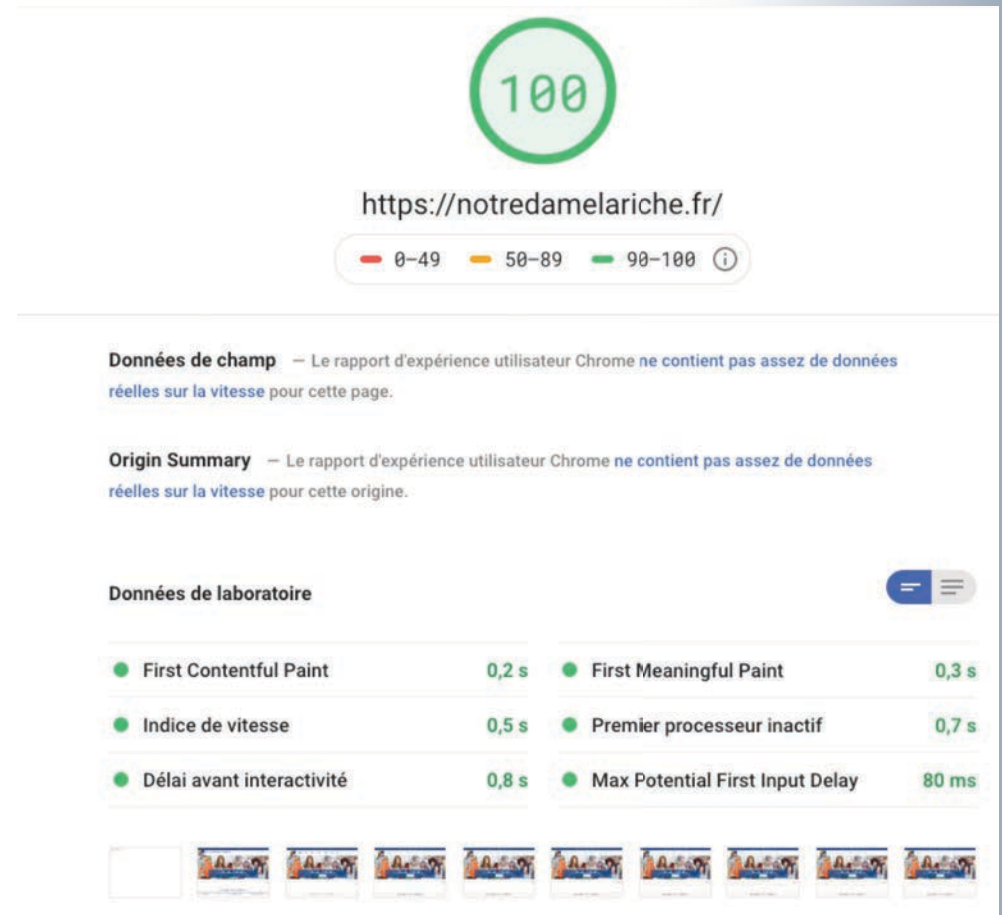 100
https://notredamelariche.fr/
0–49 50–89 90–100
Données de champ — Le rapport d'expérience utilisateur Chrome ne contient pas assez de données
réelles sur la vitesse pour cette page.
Origin Summary — Le rapport d'expérience utilisateur Chrome ne contient pas assez de données
réelles sur la vitesse pour cette origine.
Données de laboratoire
First Contentful Paint 0,2 s First Meaningful Paint 0,3 s
Indice de vitesse 0,5 s Premier processeur inactif 0,7 s
Délai avant interactivité 0,8 s Max Potential First Input Delay 80 ms